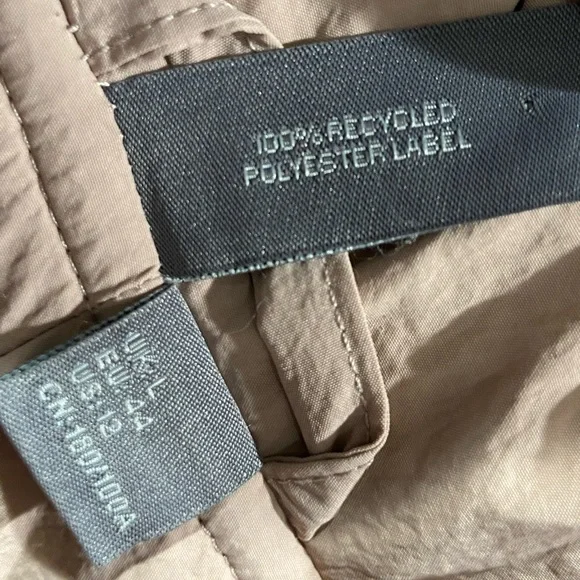 100% RECYCLED
POLYESTER LABEL
UK: L
EU: 44
US: 12
CN: 180/100A